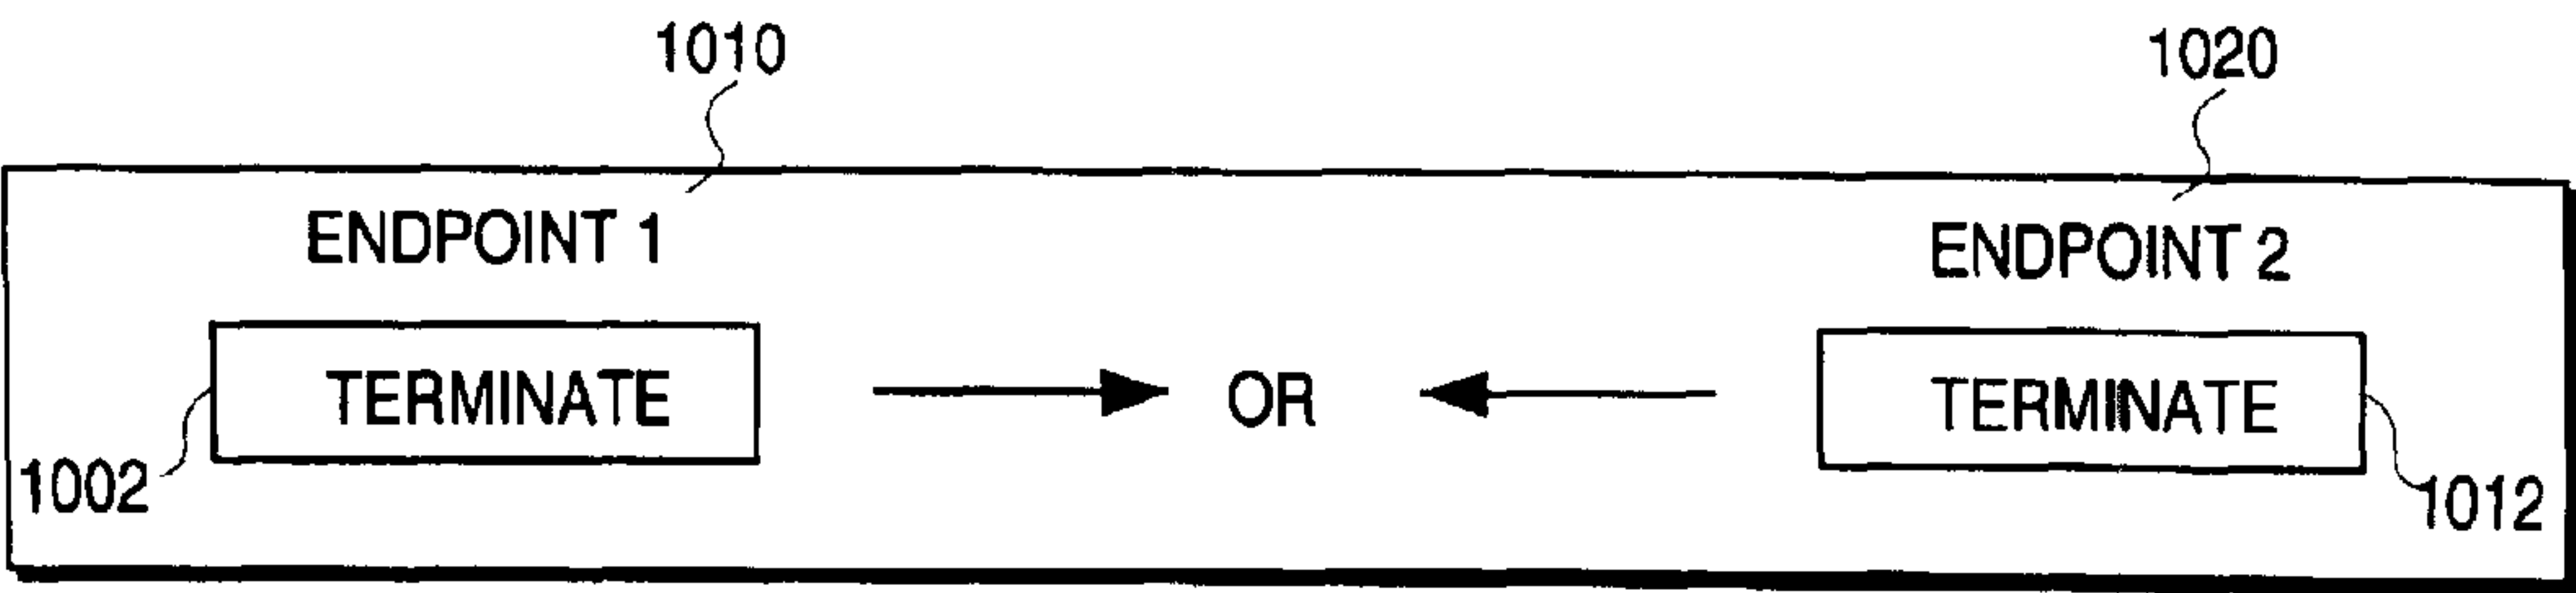 1010
1020
ENDPOINT 1
ENDPOINT 2
TERMINATE
OR
TERMINATE
1002
1012